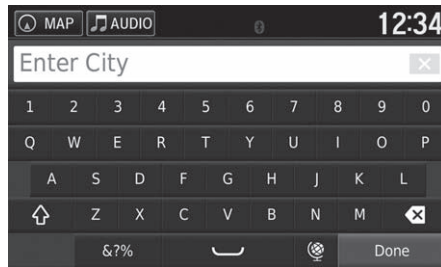 MAP AUDIO 12:34
Enter City
1 2 3 4 5 6 7 8 9 0
Q W E R T Y U I O P
A S D F G H J K L
Z X C V B N M
&?% Done